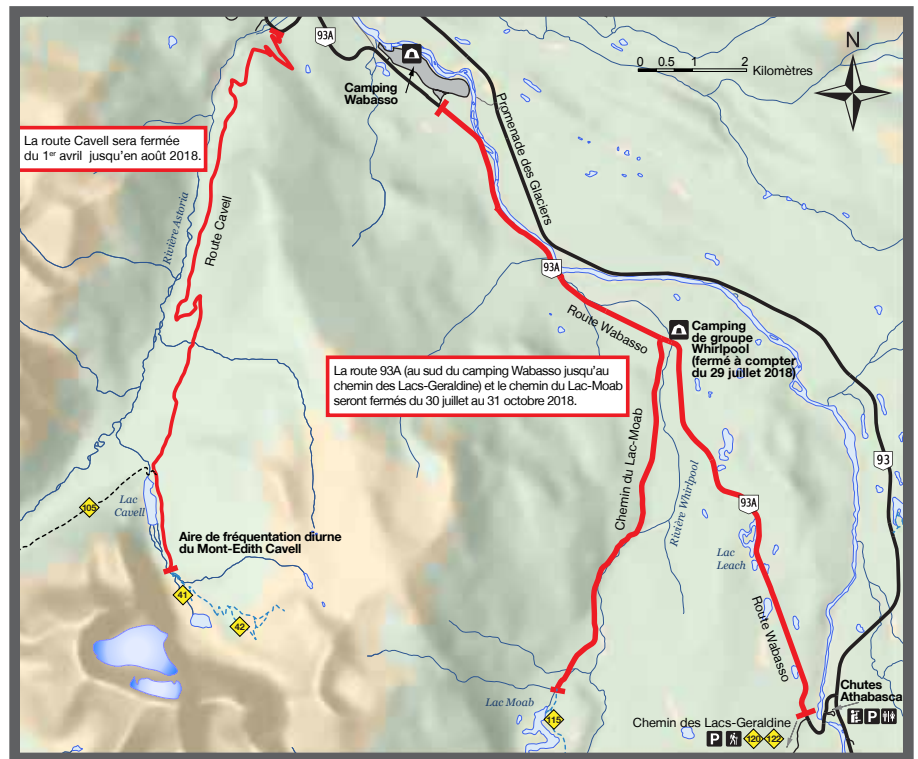 93A
Camping
Wabasso
N
0.5 1 2
0 Kilomètres
La route Cavell sera fermée
du 1er avril jusqu'en août 2018.
Rivière Astoria
Route Cavell
Promenade des Glaciers
93A
Route Wabasso
Camping
de groupe
Whirlpool
(fermé à compter
du 29 juillet 2018)
La route 93A (au sud du camping Wabasso jusqu'au
chemin des Lacs-Geraldine) et le chemin du Lac-Moab
seront fermés du 30 juillet au 31 octobre 2018.
Chemin du Lac-Moab
Rivière Whirlpool
93
93A
105
Lac
Cavell
Aire de fréquentation diurne
du Mont-Edith Cavell
Lac
Leach
41
42
Route Wabasso
Lac Moab
115
Chutes
Athabasca
P
Chemin des Lacs-Geraldine
P
120
122